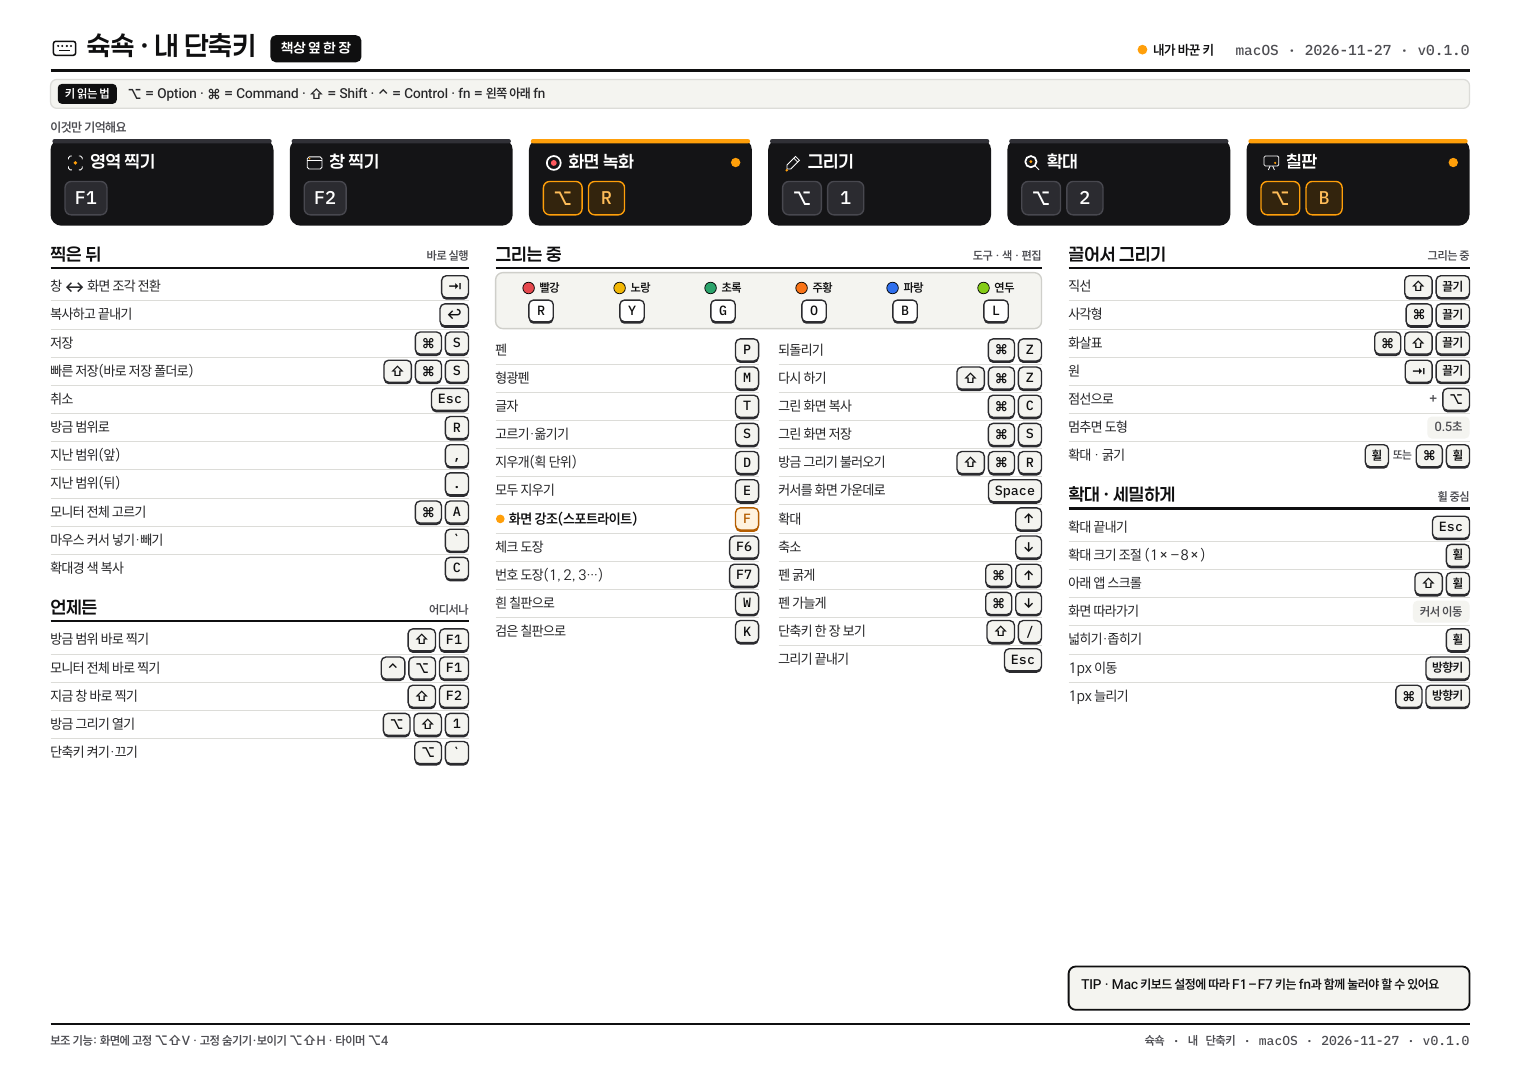 슉쇽 · 내 단축키 책상 옆 한 장
내가 바꾼 키 macOS · 2026-11-27 · v0.1.0
키 읽는 법 ⌥ = Option · ⌘ = Command · ⇧ = Shift · ^ = Control · fn = 왼쪽 아래 fn
이것만 기억해요
영역 찍기 F1
창 찍기 F2
화면 녹화 ⌥ R
그리기 ⌥ 1
확대 ⌥ 2
칠판 ⌥ B
찍은 뒤 바로 실행
창 ↔ 화면 조각 전환 ⇥
복사하고 끝내기 ↩
저장 ⌘ S
빠른 저장(바로 저장 폴더로) ⇧ ⌘ S
취소 Esc
방금 범위로 R
지난 범위(앞) ,
지난 범위(뒤) .
모니터 전체 고르기 ⌘ A
마우스 커서 넣기·빼기 `
확대경 색 복사 C
언제든 어디서나
방금 범위 바로 찍기 ⇧ F1
모니터 전체 바로 찍기 ^ ⌥ F1
지금 창 바로 찍기 ⇧ F2
방금 그리기 열기 ⌥ ⇧ 1
단축키 켜기·끄기 ⌥ `
그리는 중 도구 · 색 · 편집
빨강 노랑 초록 주황 파랑 연두
R Y G O B L
펜 P
형광펜 M
글자 T
고르기·옮기기 S
지우개(획 단위) D
모두 지우기 E
화면 강조(스포트라이트) F
체크 도장 F6
번호 도장(1, 2, 3…) F7
흰 칠판으로 W
검은 칠판으로 K
되돌리기 ⌘ Z
다시 하기 ⇧ ⌘ Z
그린 화면 복사 ⌘ C
그린 화면 저장 ⌘ S
방금 그리기 불러오기 ⇧ ⌘ R
커서를 화면 가운데로 Space
확대 ↑
축소 ↓
펜 굵게 ⌘ ↑
펜 가늘게 ⌘ ↓
단축키 한 장 보기 ⇧ /
그리기 끝내기 Esc
끌어서 그리기 그리는 중
직선 ⇧ 끌기
사각형 ⌘ 끌기
화살표 ⌘ ⇧ 끌기
원 ⇥ 끌기
점선으로 + ⌥
멈추면 도형 0.5초
확대 · 굵기 휠 또는 ⌘ 휠
확대 · 세밀하게 휠 중심
확대 끝내기 Esc
확대 크기 조절 (1×–8×) 휠
아래 앱 스크롤 ⇧ 휠
화면 따라가기 커서 이동
넓히기·좁히기 휠
1px 이동 방향키
1px 늘리기 ⌘ 방향키
TIP · Mac 키보드 설정에 따라 F1–F7 키는 fn과 함께 눌러야 할 수 있어요
보조 기능: 화면에 고정 ⌥⇧V · 고정 숨기기·보이기 ⌥⇧H · 타이머 ⌥4
슉쇽 · 내 단축키 · macOS · 2026-11-27 · v0.1.0